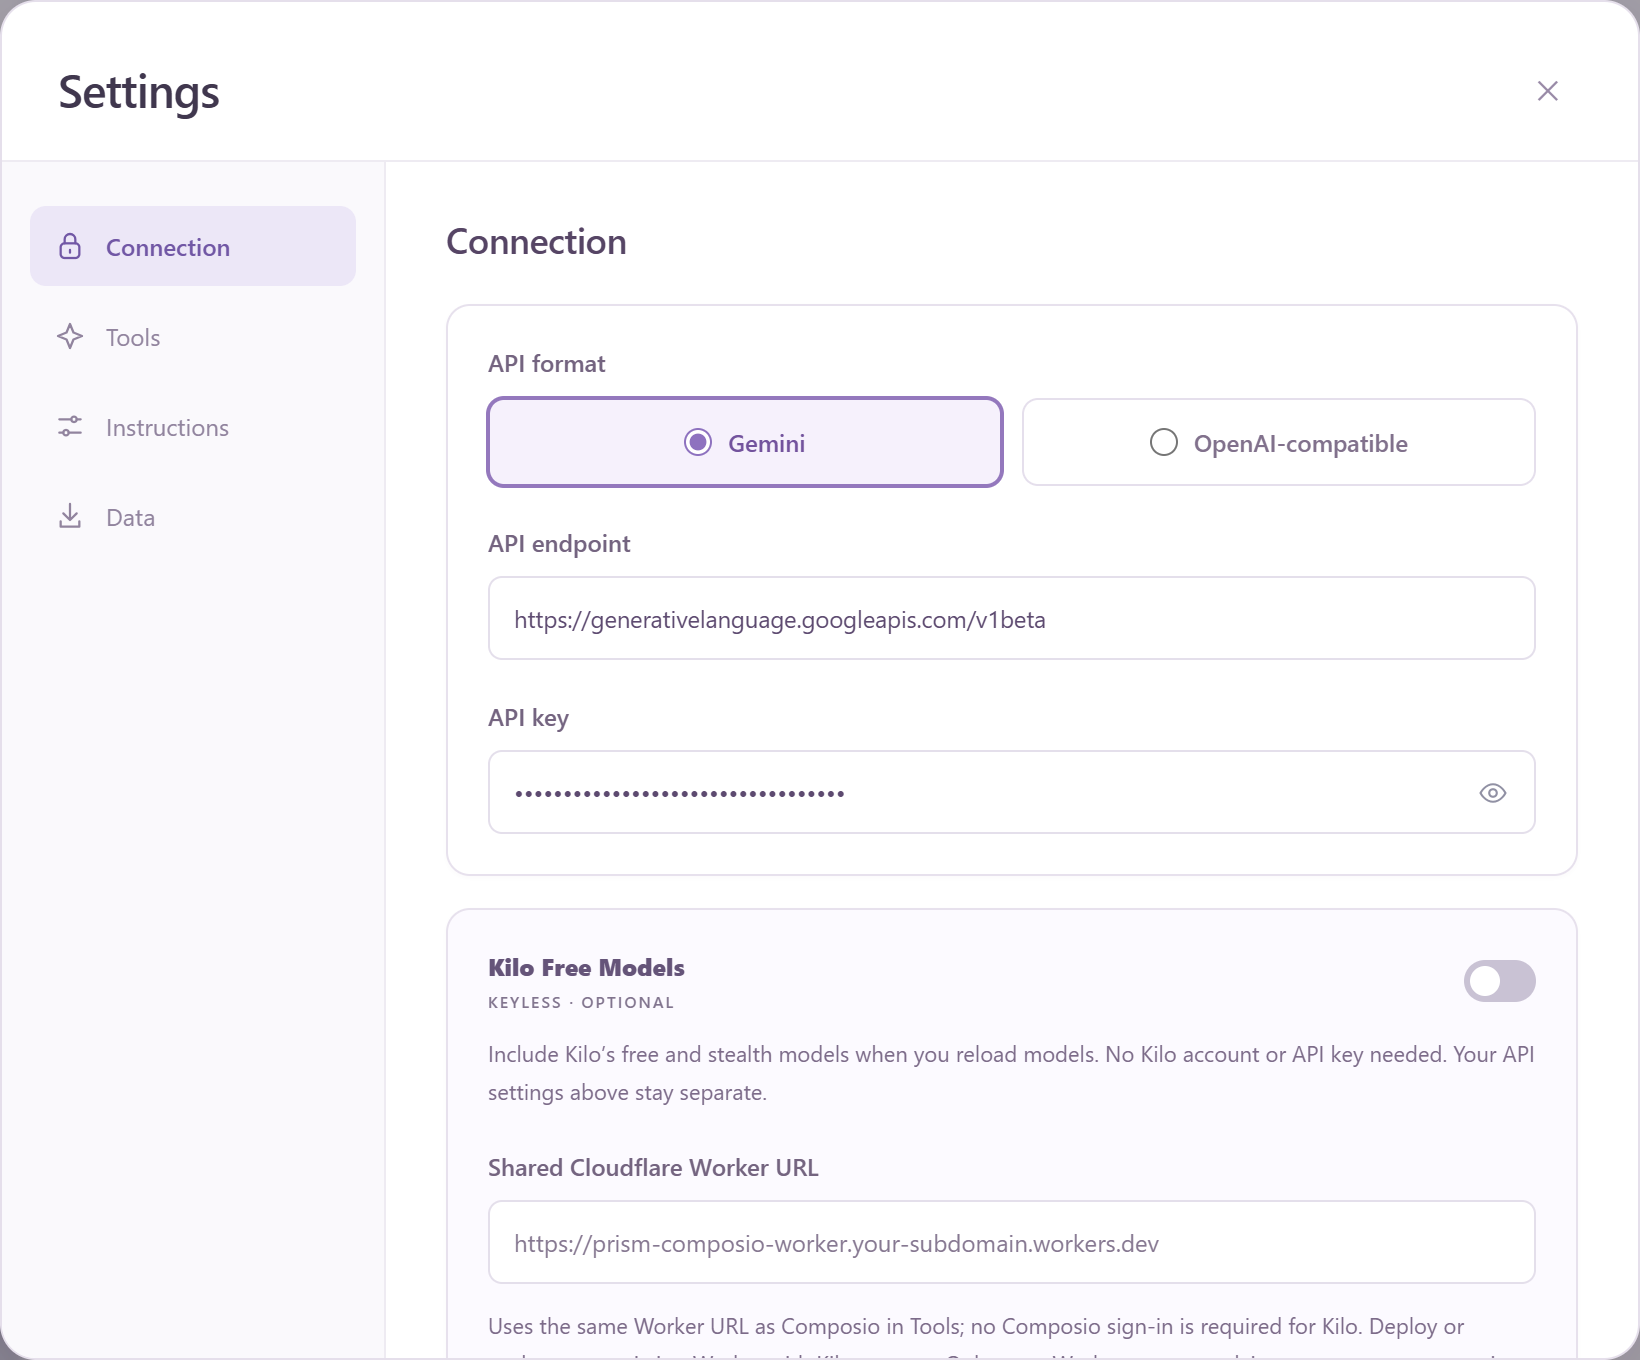 Settings
Connection
Tools
Instructions
Data
Connection
API format
Gemini
OpenAI-compatible
API endpoint
https://generativelanguage.googleapis.com/v1beta
API key
••••••••••••••••••••••••••••••••••
Kilo Free Models
KEYLESS · OPTIONAL
Include Kilo’s free and stealth models when you reload models. No Kilo account or API key needed. Your API
settings above stay separate.
Shared Cloudflare Worker URL
https://prism-composio-worker.your-subdomain.workers.dev
Uses the same Worker URL as Composio in Tools; no Composio sign-in is required for Kilo. Deploy or